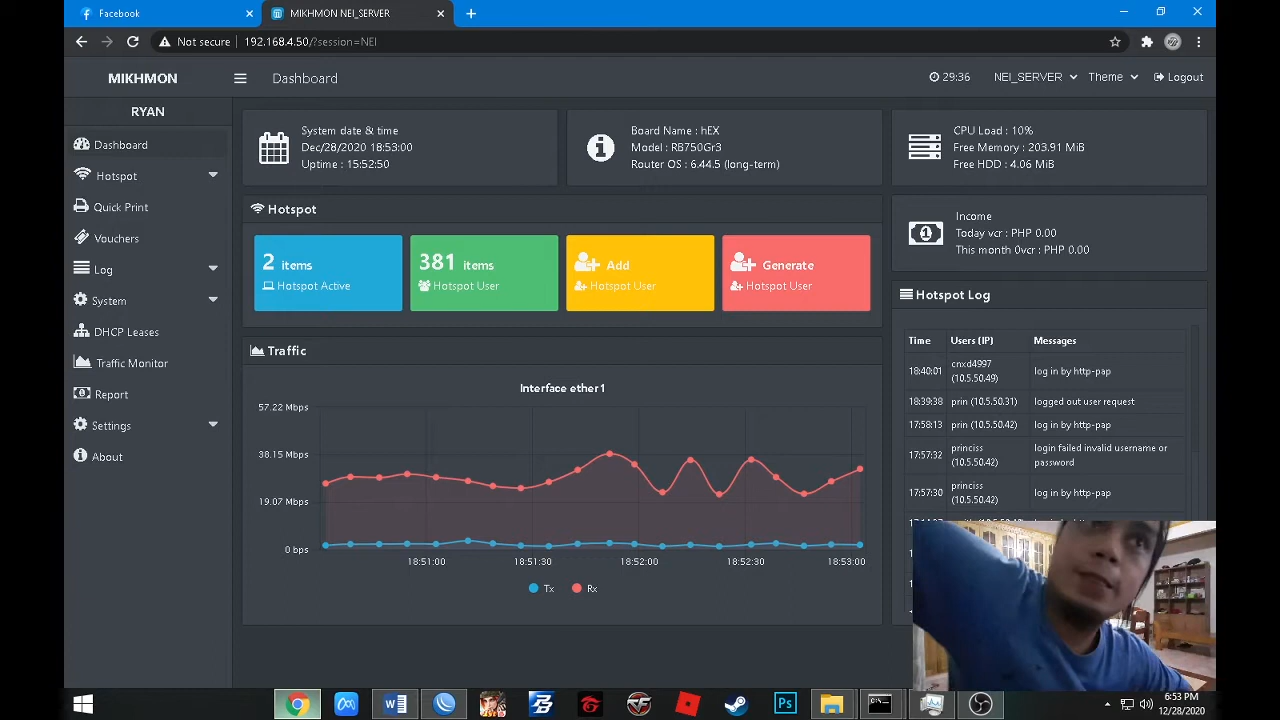 Facebook
MIKHMON NEI_SERVER
Not secure
192.168.4.50/?session=NEI
MIKHMON
Dashboard
29:36
NEI_SERVER
Theme
Logout
RYAN
Dashboard
Hotspot
Quick Print
Vouchers
Log
System
DHCP Leases
Traffic Monitor
Report
Settings
About
System date & time
Dec/28/2020 18:53:00
Uptime : 15:52:50
Board Name : hEX
Model : RB750Gr3
Router OS : 6.44.5 (long-term)
CPU Load : 10%
Free Memory : 203.91 MiB
Free HDD : 4.06 MiB
Hotspot
2 items
Hotspot Active
381 items
Hotspot User
Add
Hotspot User
Generate
Hotspot User
Income
Today vcr : PHP 0.00
This month 0vcr : PHP 0.00
Traffic
Interface ether1
57.22 Mbps
38.15 Mbps
19.07 Mbps
0 bps
18:51:00 18:51:30 18:52:00 18:52:30 18:53:00
Tx Rx
Hotspot Log
Time Users (IP) Messages
18:40:01 cnxd4997 (10.5.50.49) log in by http-pap
18:39:38 prin (10.5.50.31) logged out user request
17:58:13 prin (10.5.50.42) log in by http-pap
17:57:32 princiss (10.5.50.42) login failed invalid username or password
17:57:30 princiss (10.5.50.42) log in by http-pap
Ps
6:53 PM
12/28/2020